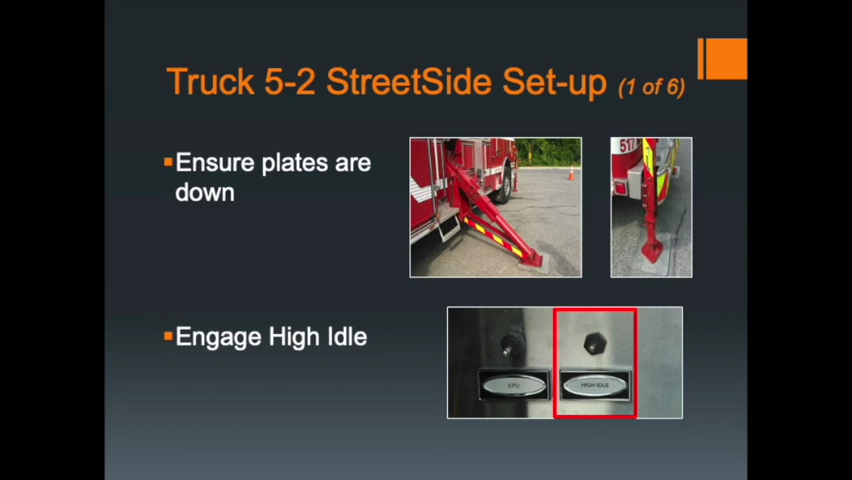 Truck 5-2 StreetSide Set-up (1 of 6)
Ensure plates are
down
517
Engage High Idle
EPU
HIGH IDLE